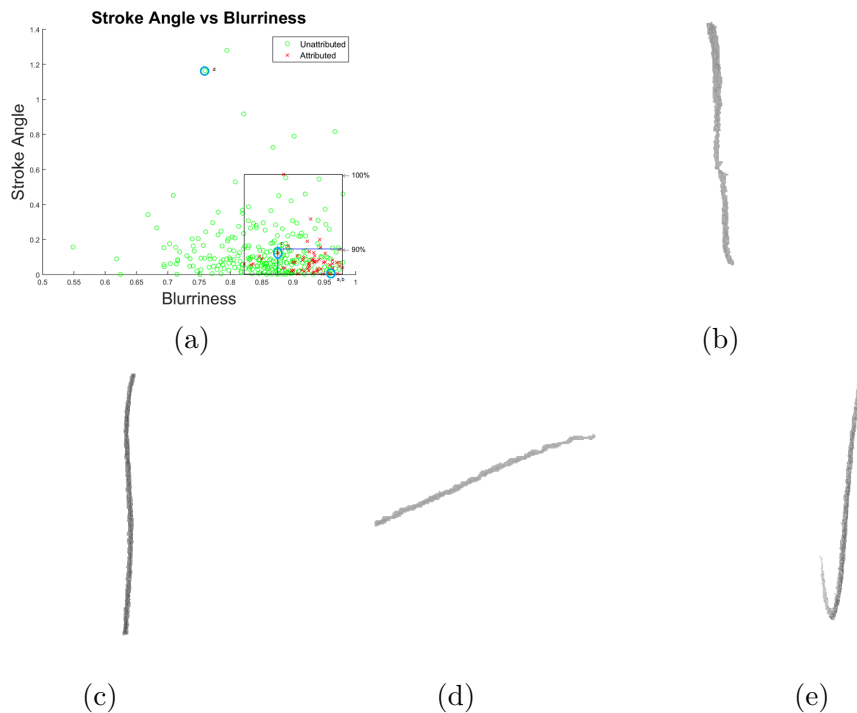 Stroke Angle vs Blurriness
Unattributed
Attributed
Stroke Angle
1.4
1.2
1
0.8
0.6
0.4
0.2
0
100%
90%
0.5 0.55 0.6 0.65 0.7 0.75 0.8 0.85 0.9 0.95 1
Blurriness
(a) (b)
(c) (d) (e)